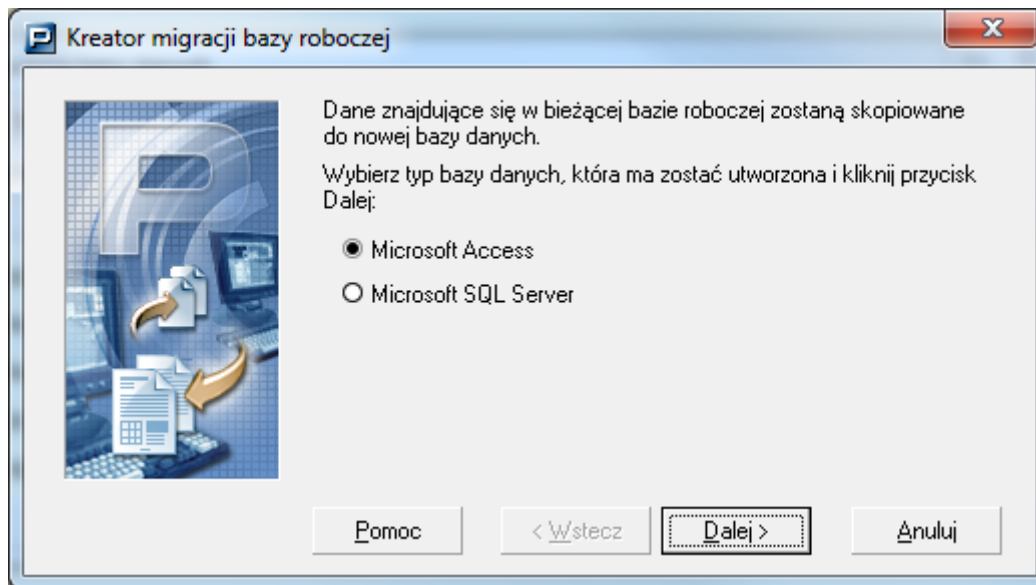 Kreator migracji bazy roboczej
Dane znajdujące się w bieżącej bazie roboczej zostaną skopiowane
do nowej bazy danych.
Wybierz typ bazy danych, która ma zostać utworzona i kliknij przycisk
Dalej:
Microsoft Access
Microsoft SQL Server
Pomoc
< Wstecz
Dalej >
Anuluj